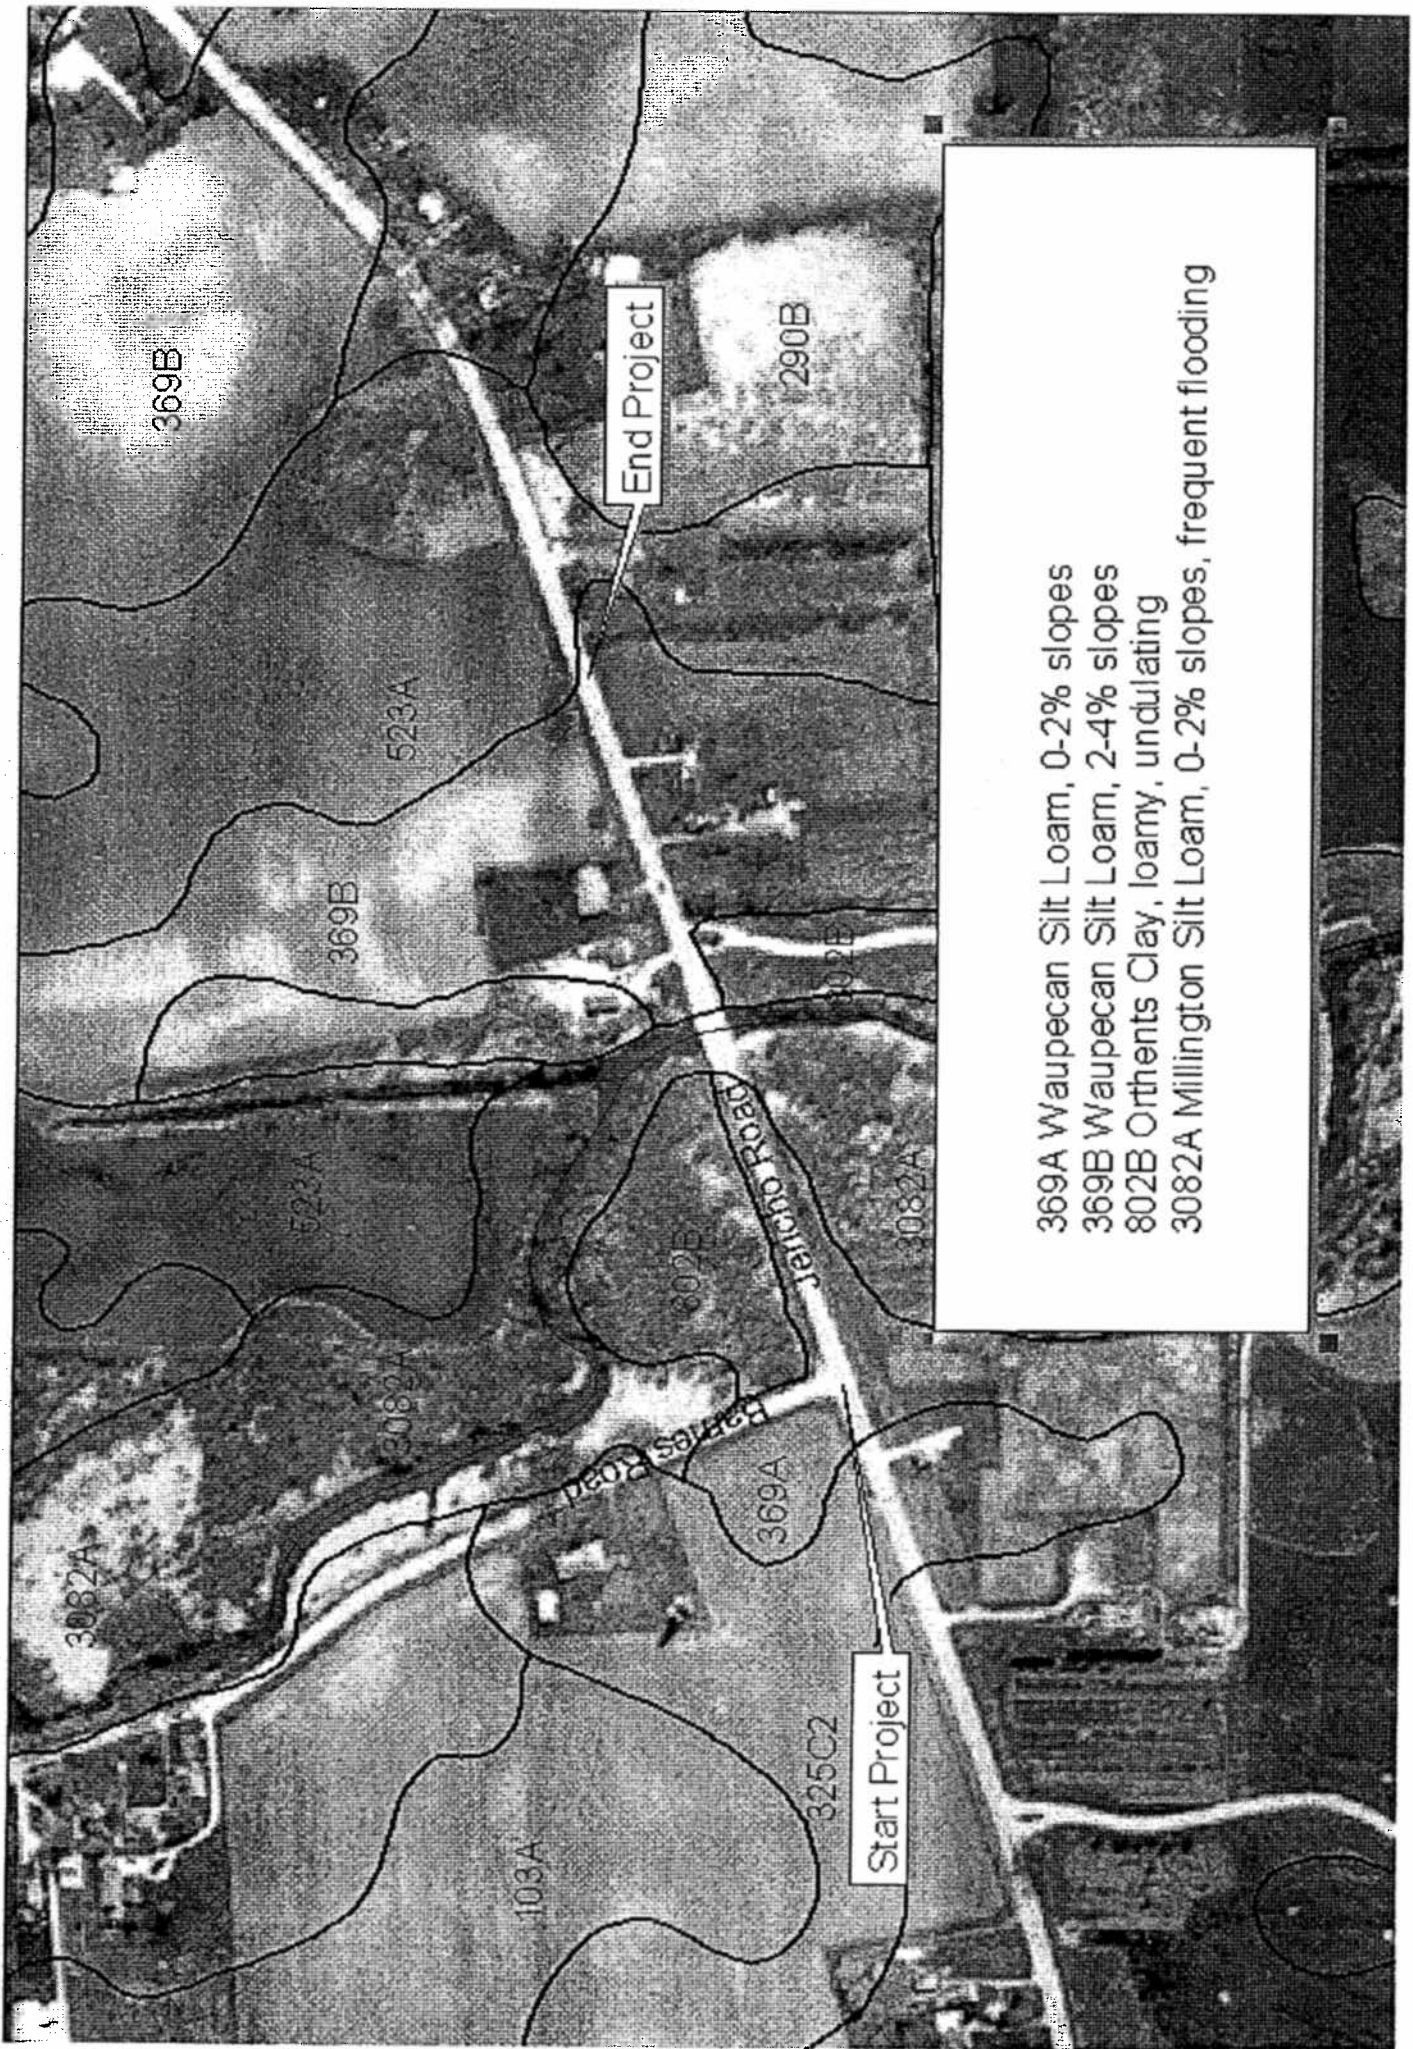 369B
290B
End Project
523A
369B
802B
Jericho Road
3082A
523A
802B
3082A
Barnes Road
369A
3082A
103A
325C2
Start Project
369A Waupecan Silt Loam, 0-2% slopes
369B Waupecan Silt Loam, 2-4% slopes
802B Orthents Clay, loamy, undulating
3082A Millington Silt Loam, 0-2% slopes, frequent flooding